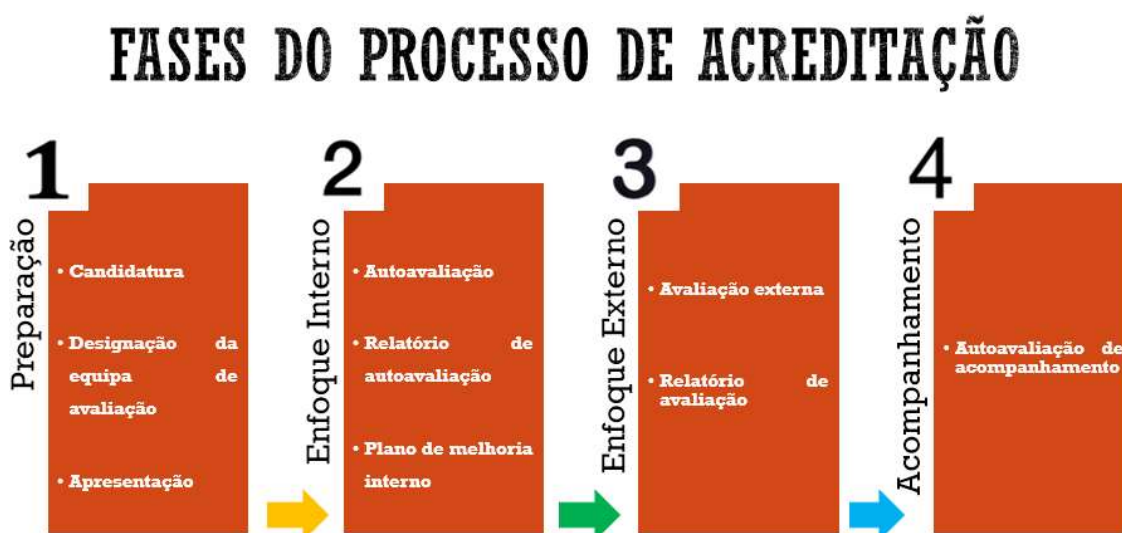 FASES DO PROCESSO DE ACREDITAÇÃO
1
Preparação
• Candidatura
• Designação da
equipa de
avaliação
• Apresentação
2
Enfoque Interno
• Autoavaliação
• Relatório de
autoavaliação
• Plano de melhoria
interno
3
Enfoque Externo
• Avaliação externa
• Relatório de
avaliação
4
Acompanhamento
• Autoavaliação de
acompanhamento